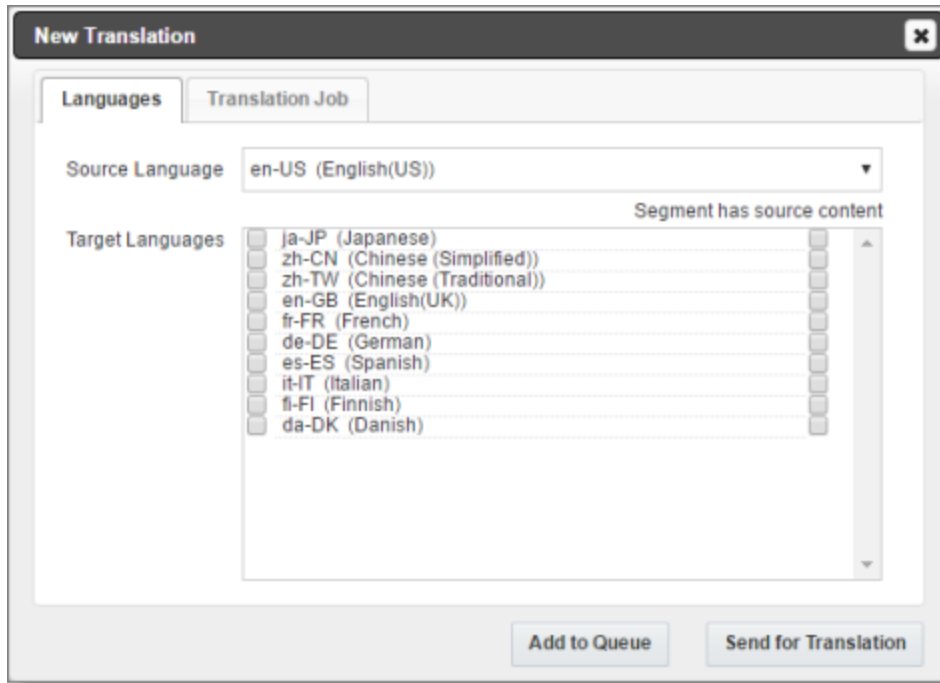 New Translation
Languages
Translation Job
Source Language
en-US (English(US))
Segment has source content
Target Languages
ja-JP (Japanese)
zh-CN (Chinese (Simplified))
zh-TW (Chinese (Traditional))
en-GB (English(UK))
fr-FR (French)
de-DE (German)
es-ES (Spanish)
it-IT (Italian)
fi-FI (Finnish)
da-DK (Danish)
Add to Queue
Send for Translation